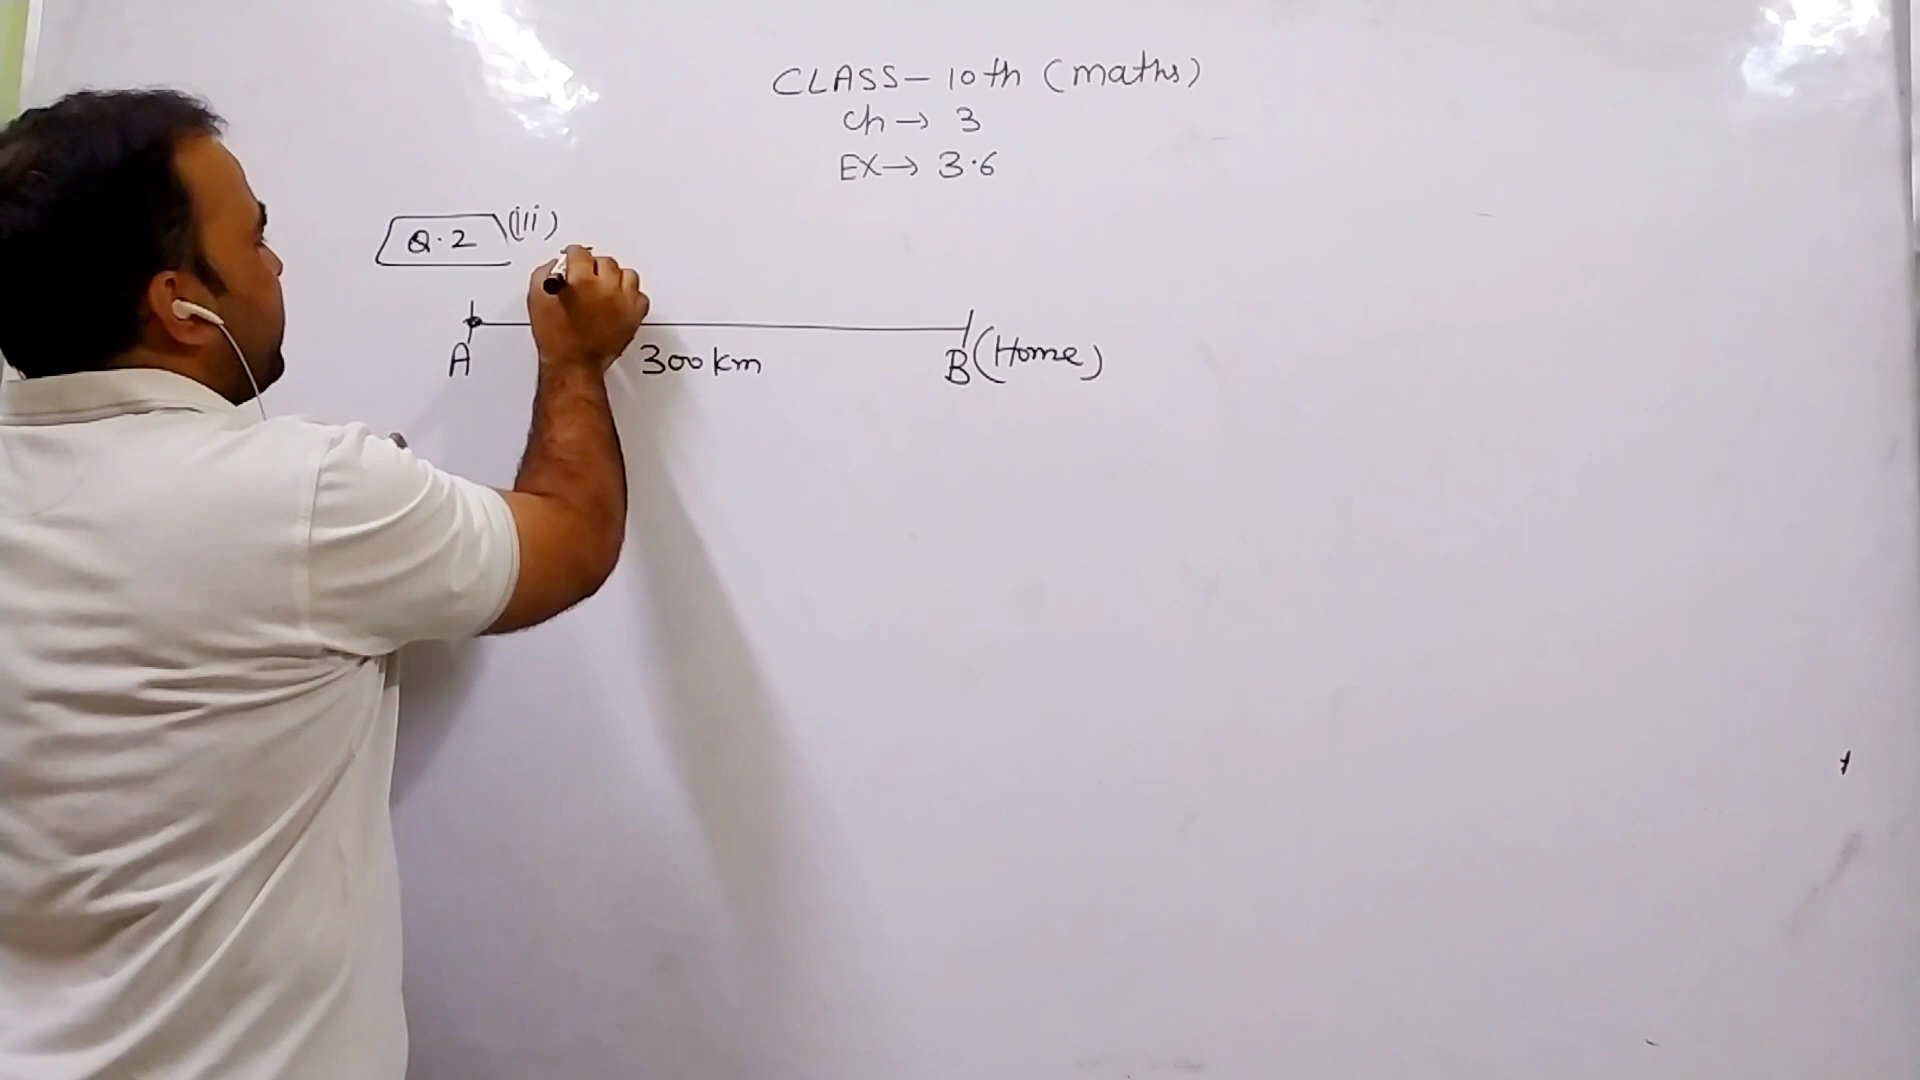 CLASS - 10th (maths)
Ch → 3
EX → 3.6
Q.2 (iii)
A 300 km B (Home)